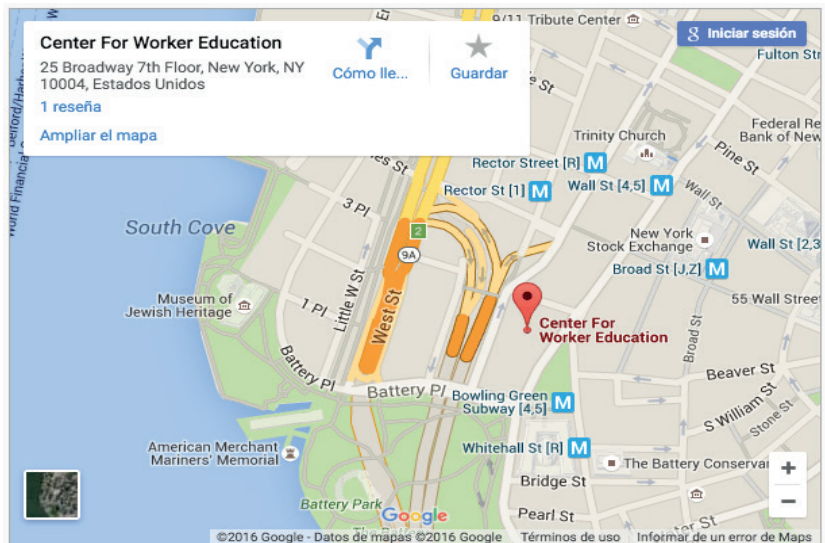 Center For Worker Education
25 Broadway 7th Floor, New York, NY
10004, Estados Unidos
1 reseña
Ampliar el mapa
Cómo lle...
Guardar
9/11 Tribute Center
8 Iniciar sesión
Fulton Str
Trinity Church
Federal Re
Bank of New
Pine St
Rector Street [R] M
Rector St [1] M
Wall St [4,5] M
Wall St
3 Pl
South Cove
2
9A
New York
Stock Exchange
Wall St [2,3
Broad St [J,Z] M
Museum of
Jewish Heritage
1 Pl
Little W St
West St
55 Wall Street
Center For
Worker Education
Broad St
Battery Pl
Battery Pl
Bowling Green
Subway [4,5] M
Beaver St
S William St
Stone St
American Merchant
Mariners' Memorial
Whitehall St [R] M
The Battery Conservan
Bridge St
Battery Park
Google
Pearl St
+
−
©2016 Google - Datos de mapas ©2016 Google
Términos de uso
Informar de un error de Maps